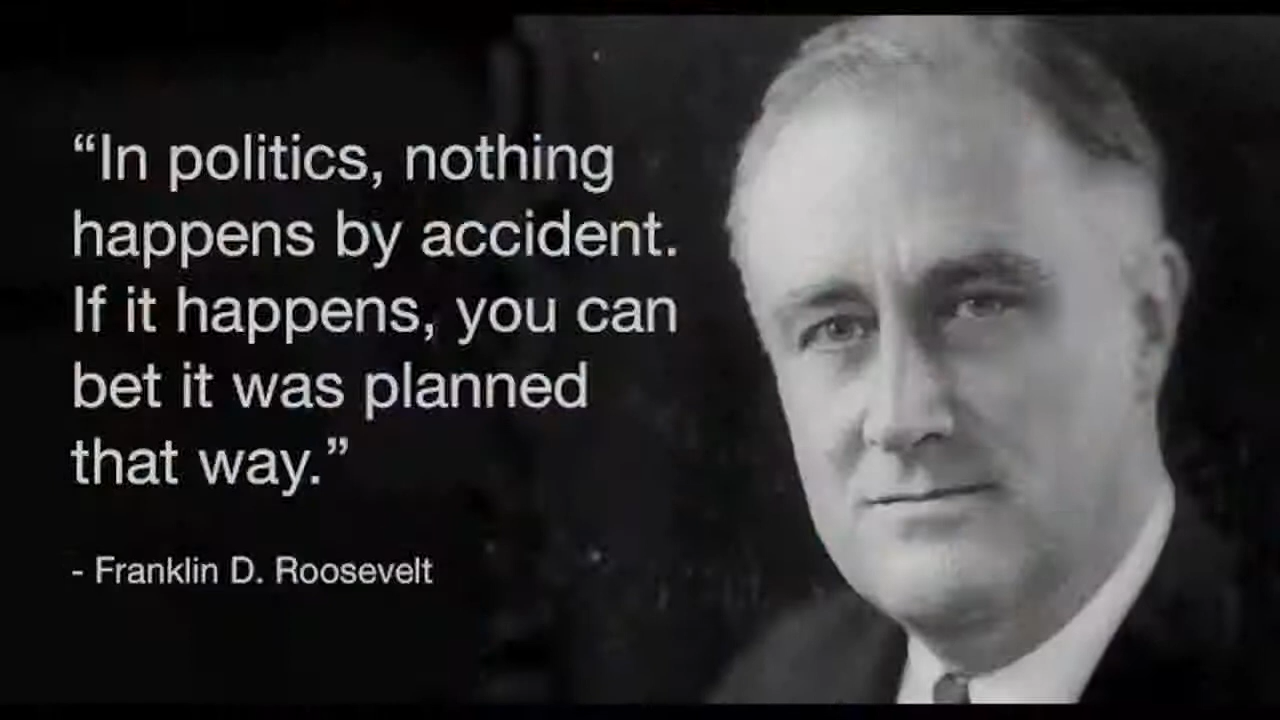 “In politics, nothing
happens by accident.
If it happens, you can
bet it was planned
that way.”
- Franklin D. Roosevelt